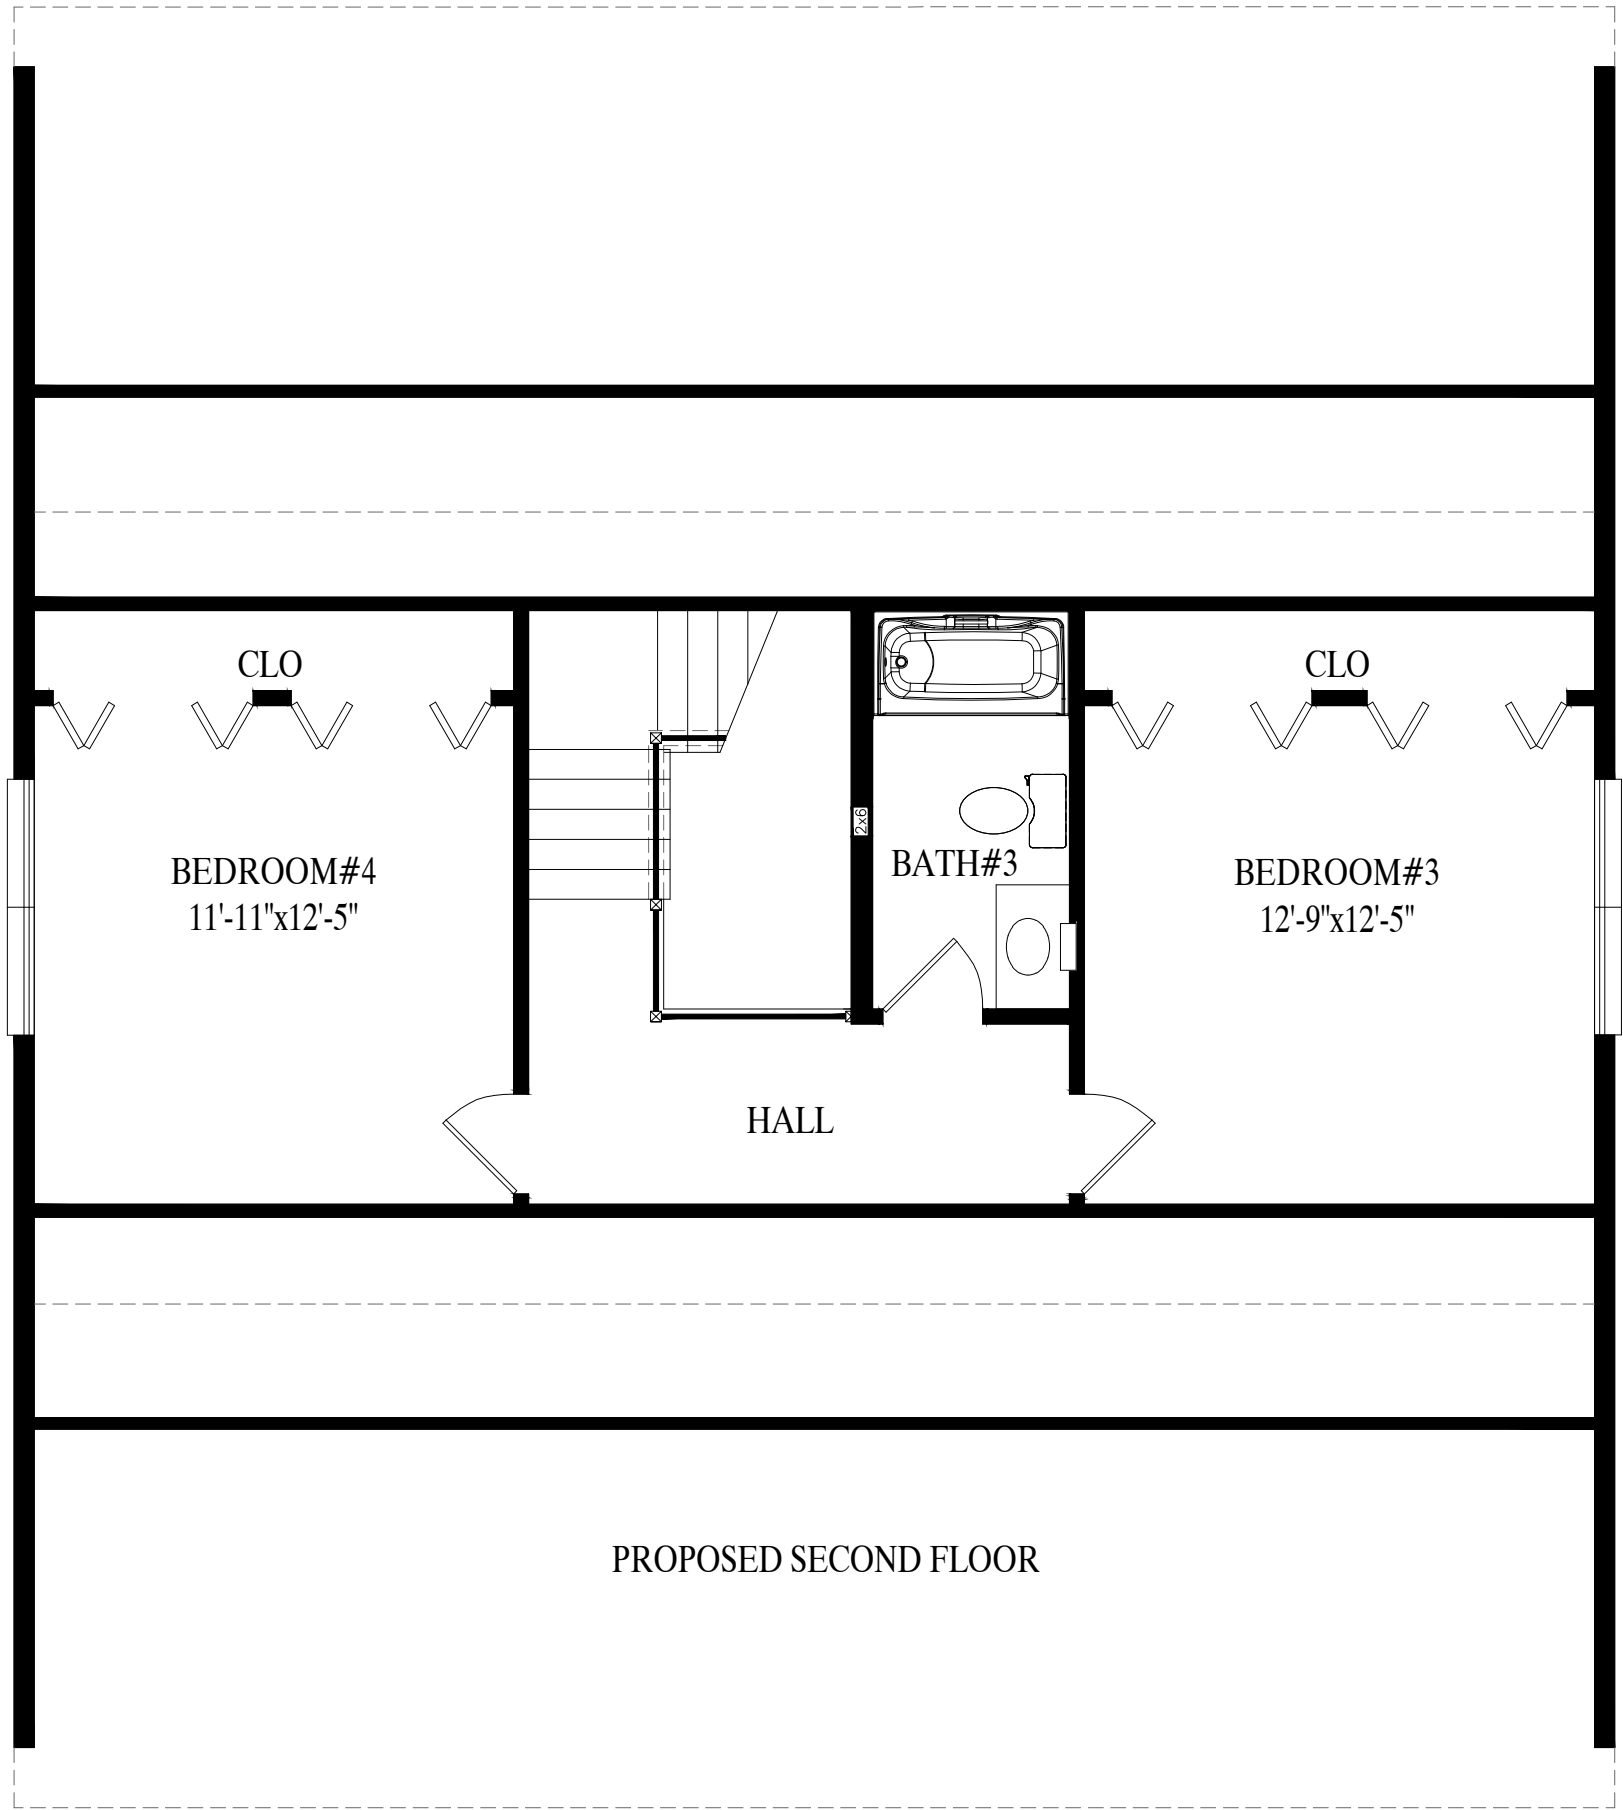 CLO
CLO
2x6
BATH#3
BEDROOM#4
11'-11"x12'-5"
BEDROOM#3
12'-9"x12'-5"
HALL
PROPOSED SECOND FLOOR